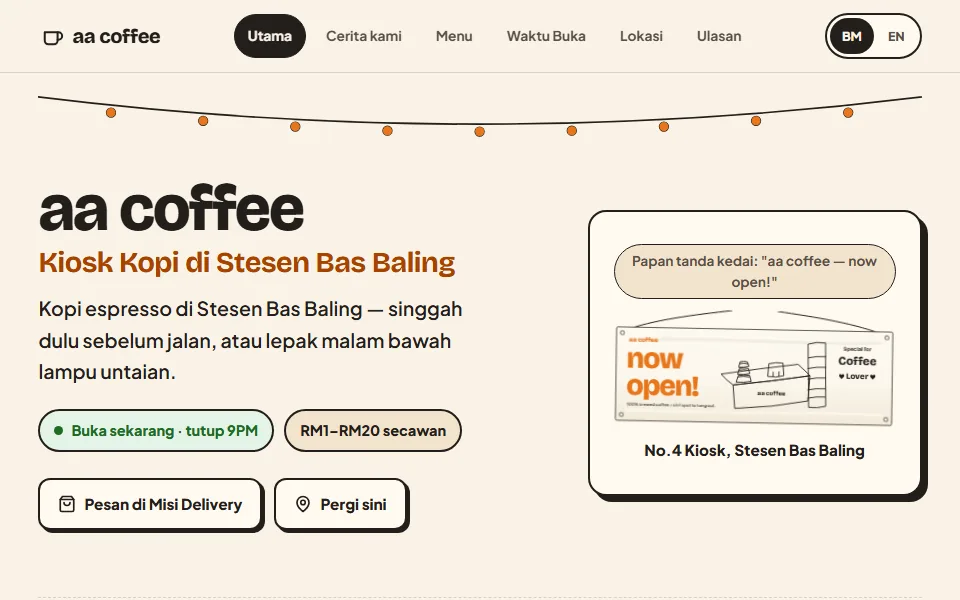 aa coffee
Utama
Cerita kami
Menu
Waktu Buka
Lokasi
Ulasan
BM
EN
aa coffee
Kiosk Kopi di Stesen Bas Baling
Kopi espresso di Stesen Bas Baling — singgah
dulu sebelum jalan, atau lepak malam bawah
lampu untaian.
Buka sekarang · tutup 9PM
RM1–RM20 secawan
Pesan di Misi Delivery
Pergi sini
Papan tanda kedai: "aa coffee — now
open!"
aa coffee
now
open!
aa coffee
Special for
Coffee
♥ Lover ♥
No.4 Kiosk, Stesen Bas Baling